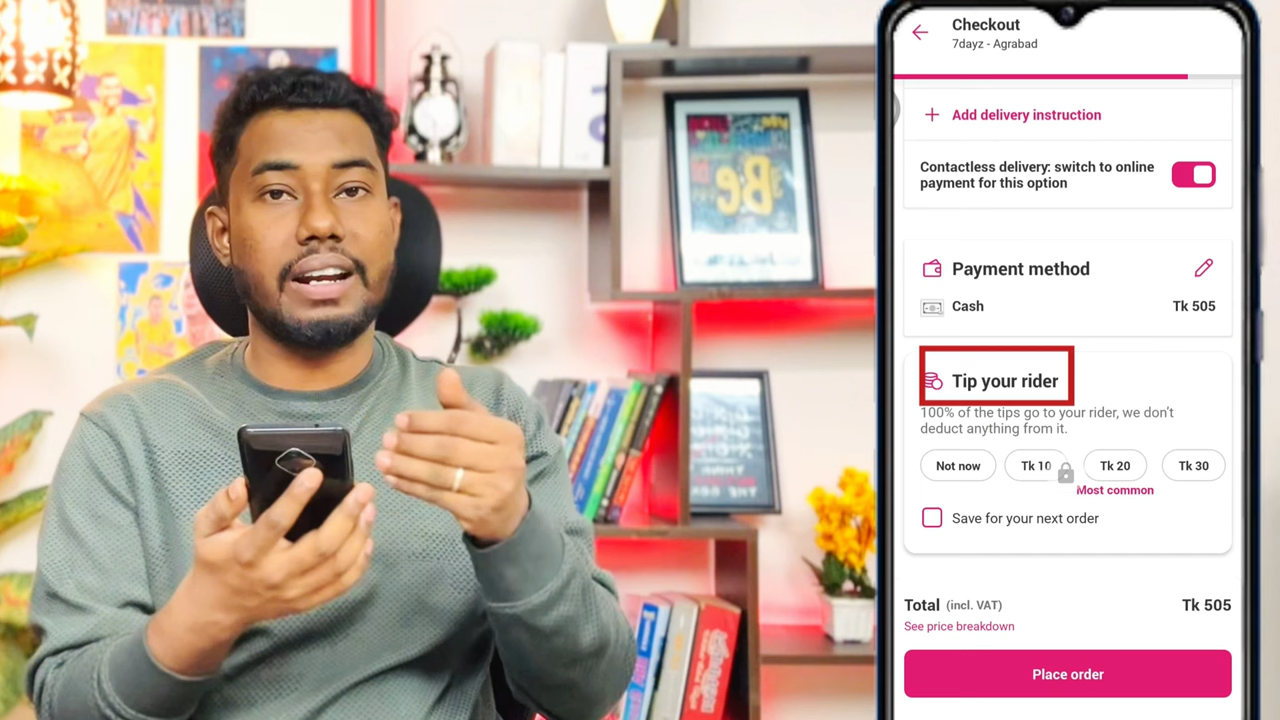 Checkout
7dayz - Agrabad
Add delivery instruction
Contactless delivery: switch to online
payment for this option
Payment method
Cash
Tk 505
Tip your rider
100% of the tips go to your rider, we don't
deduct anything from it.
Not now
Tk 10
Tk 20
Tk 30
Most common
Save for your next order
Total (incl. VAT)
Tk 505
See price breakdown
Place order
Be